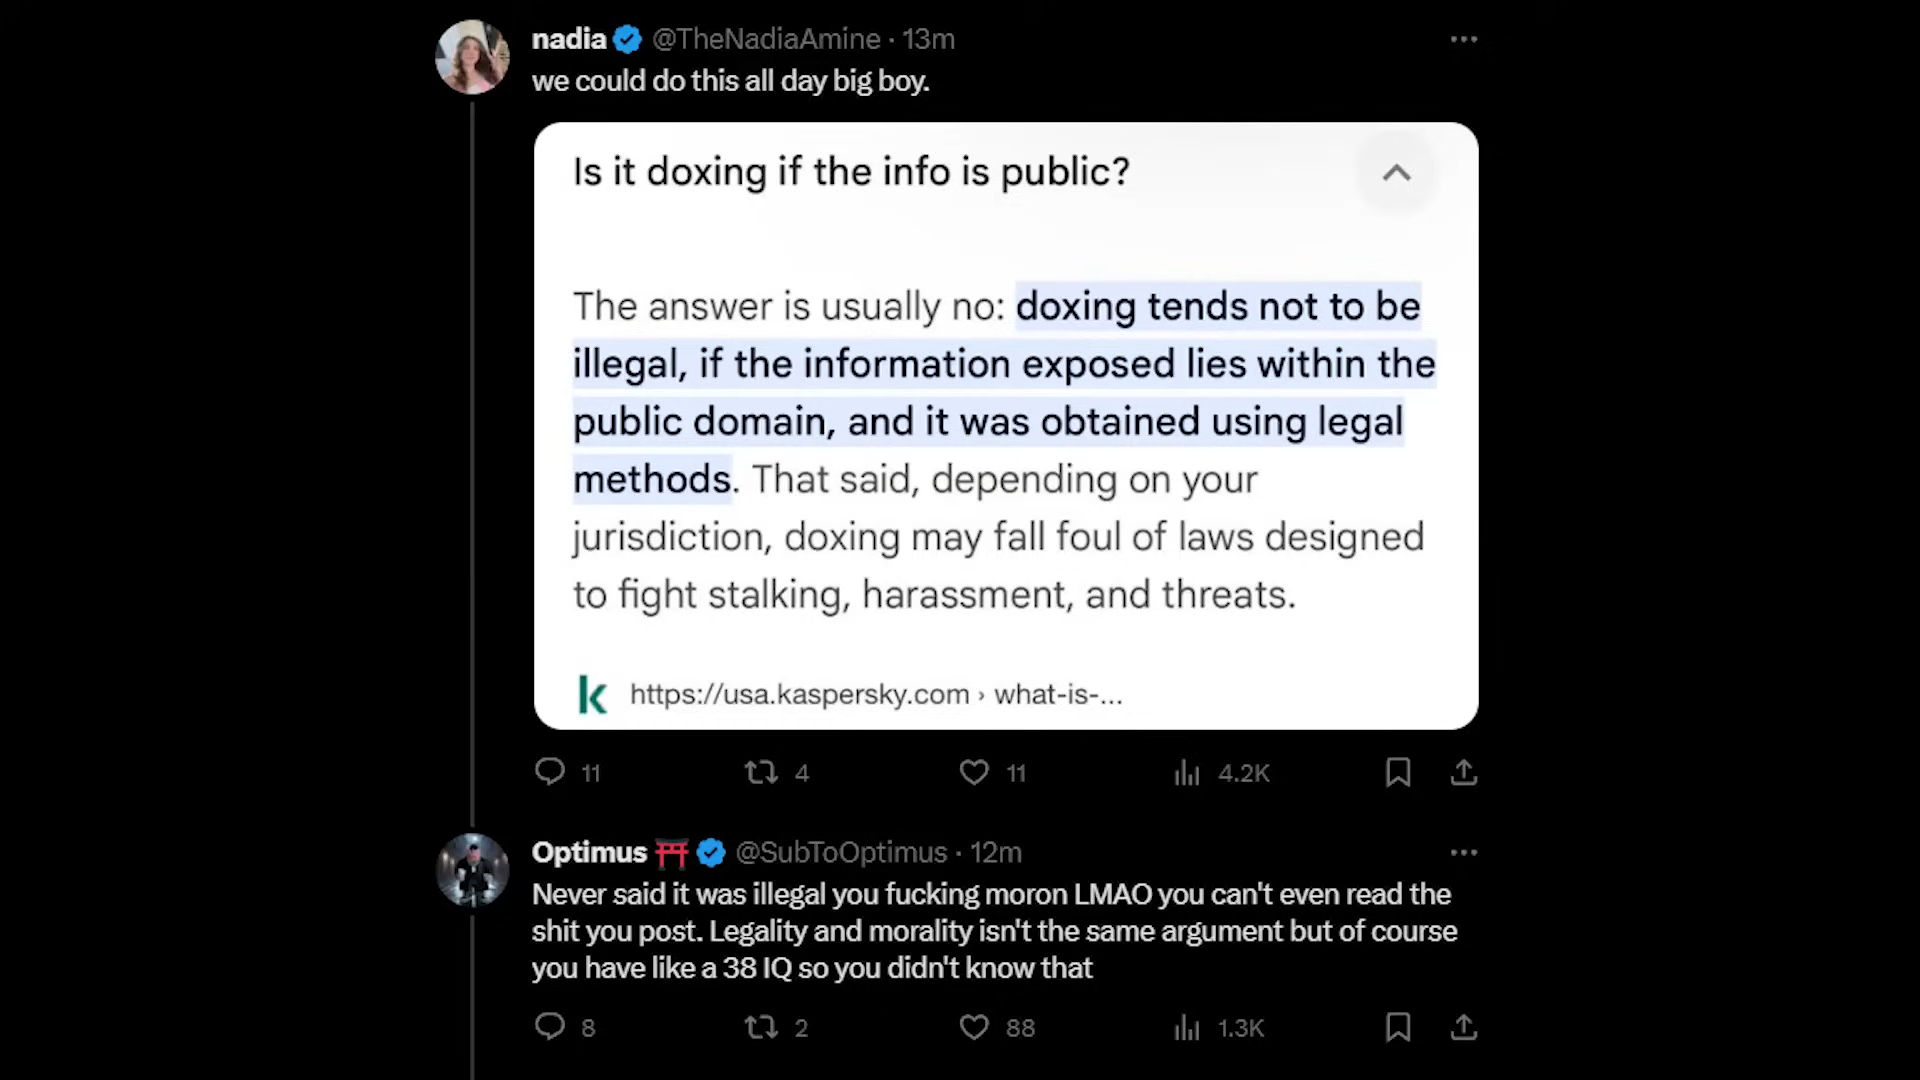 nadia @TheNadiaAmine · 13m
we could do this all day big boy.
Is it doxing if the info is public?
The answer is usually no: doxing tends not to be
illegal, if the information exposed lies within the
public domain, and it was obtained using legal
methods. That said, depending on your
jurisdiction, doxing may fall foul of laws designed
to fight stalking, harassment, and threats.
k https://usa.kaspersky.com › what-is-...
11 4 11 4.2K
Optimus ⛩️ @SubToOptimus · 12m
Never said it was illegal you fucking moron LMAO you can't even read the
shit you post. Legality and morality isn't the same argument but of course
you have like a 38 IQ so you didn't know that
8 2 88 1.3K